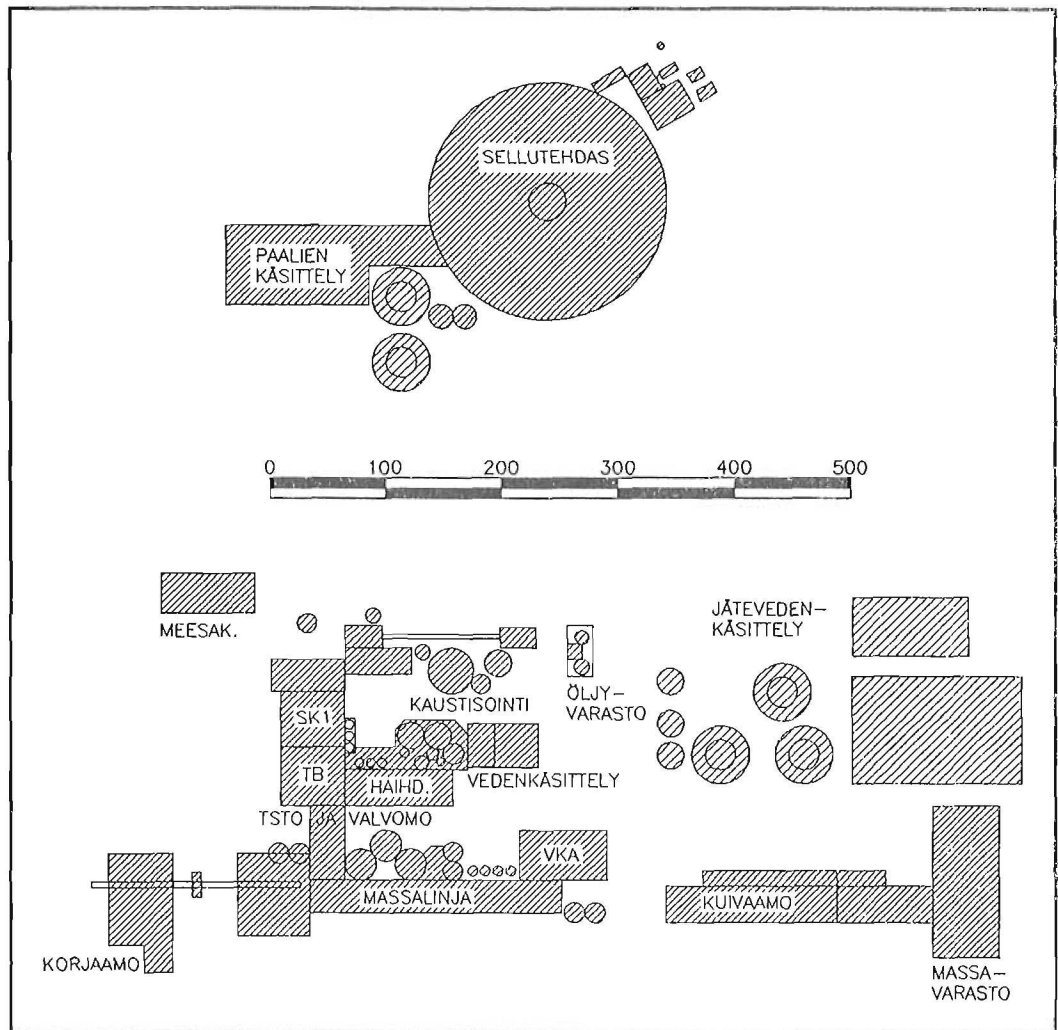 SELLUTEHDAS
PAALIEN
KÄSITTELY
0 100 200 300 400 500
MEESAK.
JÄTEVEDEN-
KÄSITTELY
KAUSTISOINTI
ÖLJY-
VARASTO
SK1
TB
HAIHD.
VEDENKÄSITTELY
TSTO JA VALVOMO
VKA
MASSALINJA
KUIVAAMO
KORJAAMO
MASSA-
VARASTO